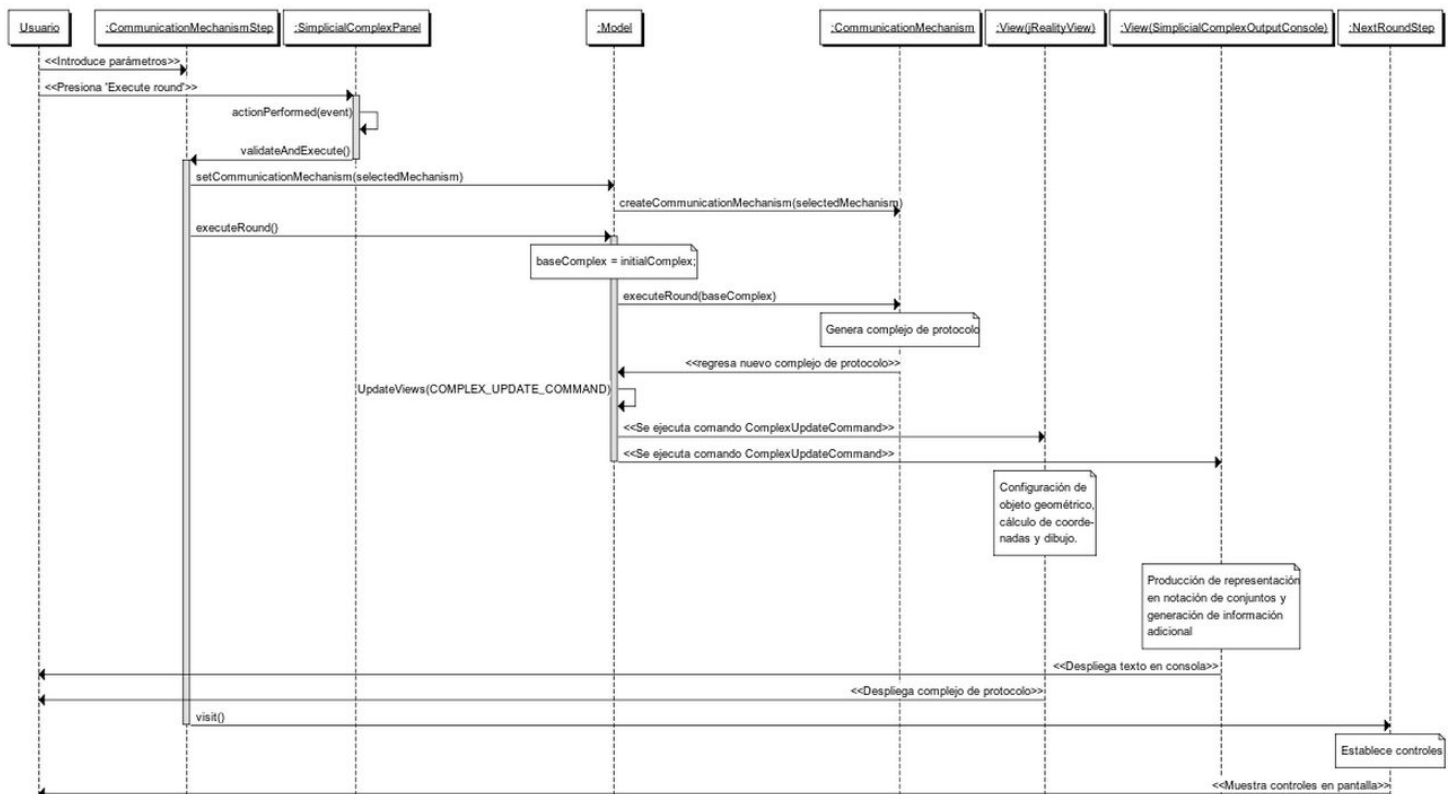 Usuario
:CommunicationMechanismStep
:SimplicialComplexPanel
:Model
:CommunicationMechanism
:View(jRealityView)
:View(SimplicialComplexOutputConsole)
:NextRoundStep
<<Introduce parámetros>>
<<Presiona 'Execute round'>>
actionPerformed(event)
validateAndExecute()
setCommunicationMechanism(selectedMechanism)
createCommunicationMechanism(selectedMechanism)
executeRound()
baseComplex = initialComplex;
executeRound(baseComplex)
Genera complejo de protocolo
<<regresa nuevo complejo de protocolo>>
UpdateViews(COMPLEX_UPDATE_COMMAND)
<<Se ejecuta comando ComplexUpdateCommand>>
<<Se ejecuta comando ComplexUpdateCommand>>
Configuración de
objeto geométrico,
cálculo de coorde-
nadas y dibujo.
Producción de representación
en notación de conjuntos y
generación de información
adicional
<<Despliega texto en consola>>
<<Despliega complejo de protocolo>>
visit()
Establece controles
<<Muestra controles en pantalla>>